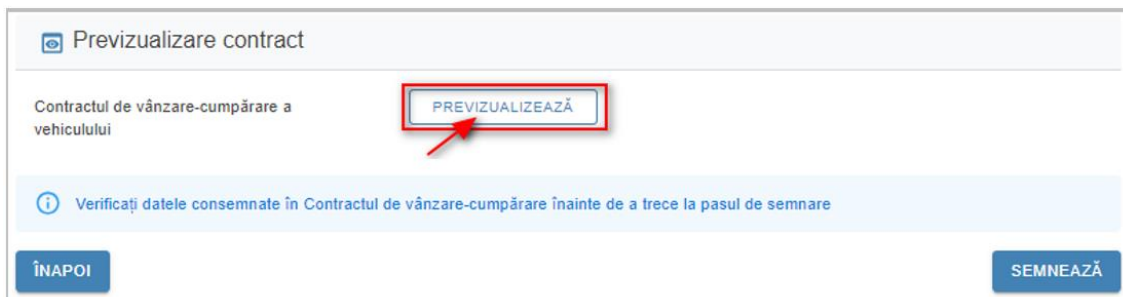 Previzualizare contract
Contractul de vânzare-cumpărare a
vehiculului
PREVIZUALIZEAZĂ
Verificați datele consemnate în Contractul de vânzare-cumpărare înainte de a trece la pasul de semnare
ÎNAPOI
SEMNEAZĂ